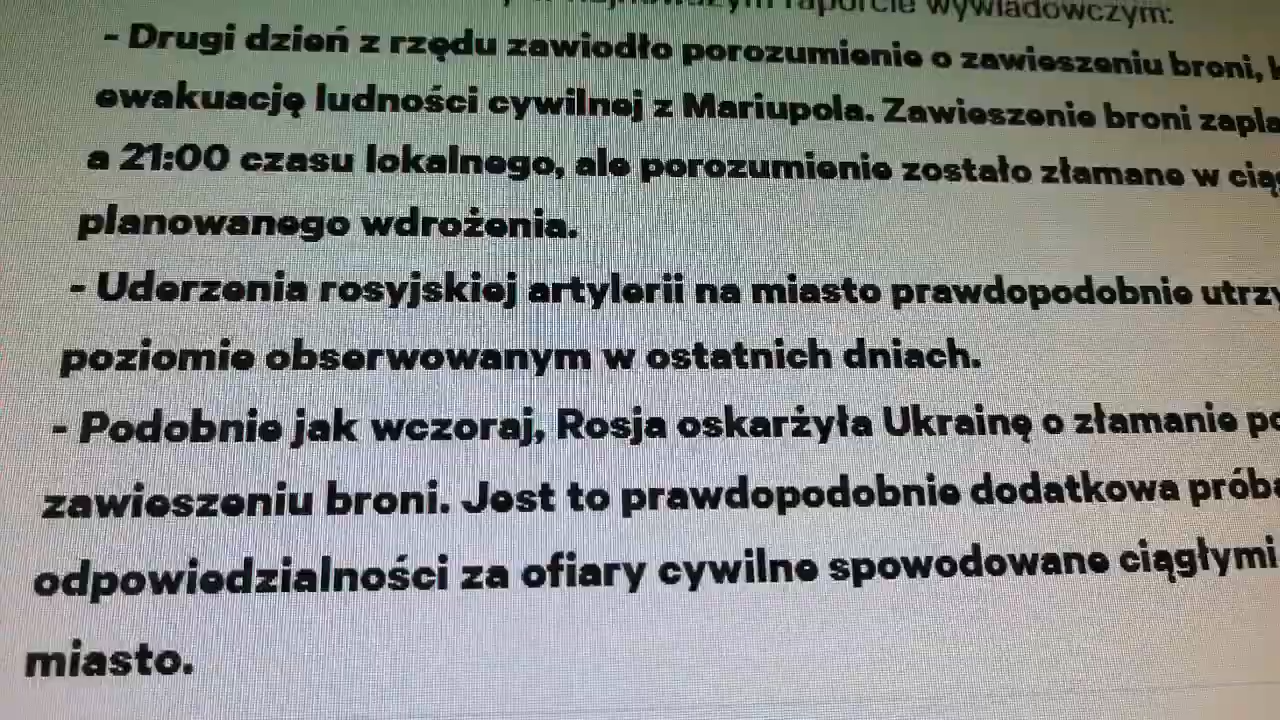 raporcie wywiadowczym:
- Drugi dzień z rzędu zawiodło porozumienie o zawieszeniu broni,
ewakuację ludności cywilnej z Mariupola. Zawieszenie broni
a 21:00 czasu lokalnego, ale porozumienie zostało złamane w
planowanego wdrożenia.
- Uderzenia rosyjskiej artylerii na miasto prawdopodobnie
poziomie obserwowanym w ostatnich dniach.
- Podobnie jak wczoraj, Rosja oskarżyła Ukrainę o złamanie
zawieszeniu broni. Jest to prawdopodobnie dodatkowa
odpowiedzialności za ofiary cywilne spowodowane ciągłymi
miasto.